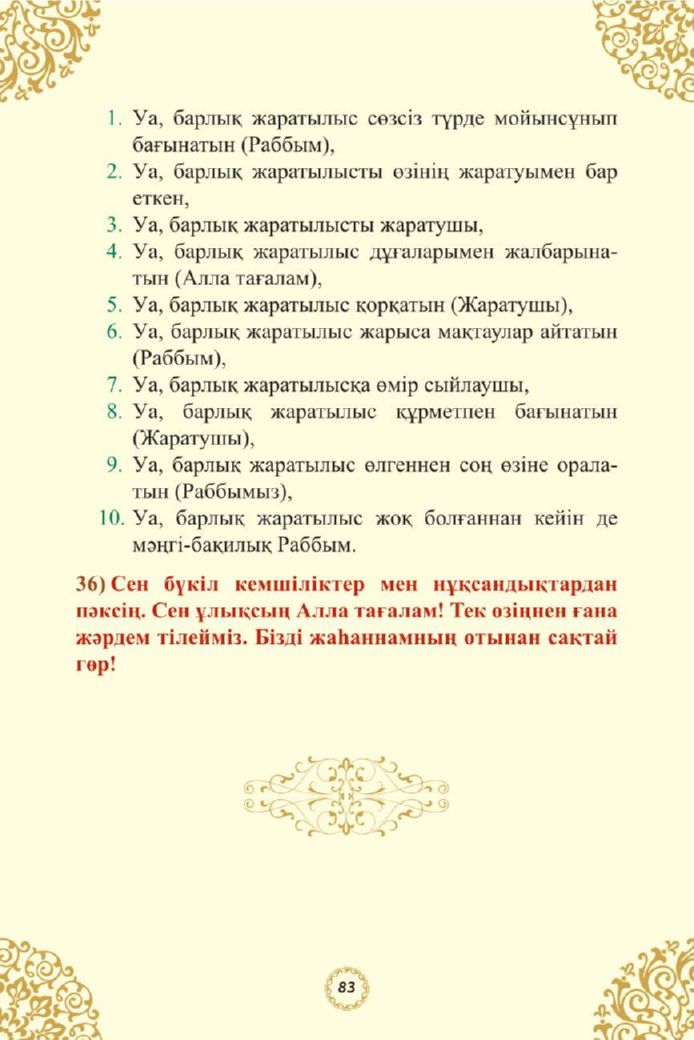 1. Уа, барлық жаратылыс сөзсіз түрде мойынсұнып
бағынатын (Раббым),
2. Уа, барлық жаратылысты өзінің жаратуымен бар
еткен,
3. Уа, барлық жаратылысты жаратушы,
4. Уа, барлық жаратылыс дұғаларымен жалбарына-
тын (Алла тағалам),
5. Уа, барлық жаратылыс қорқатын (Жаратушы),
6. Уа, барлық жаратылыс жарыса мақтаулар айтатын
(Раббым),
7. Уа, барлық жаратылысқа өмір сыйлаушы,
8. Уа, барлық жаратылыс құрметпен бағынатын
(Жаратушы),
9. Уа, барлық жаратылыс өлгеннен соң өзіне орала-
тын (Раббымыз),
10. Уа, барлық жаратылыс жоқ болғаннан кейін де
мәңгі-бақилық Раббым.
36) Сен бүкіл кемшіліктер мен нұқсандықтардан
пәксің. Сен ұлықсың Алла тағалам! Тек өзіңнен ғана
жәрдем тілейміз. Бізді жаһаннамның отынан сақтай
гөр!
83